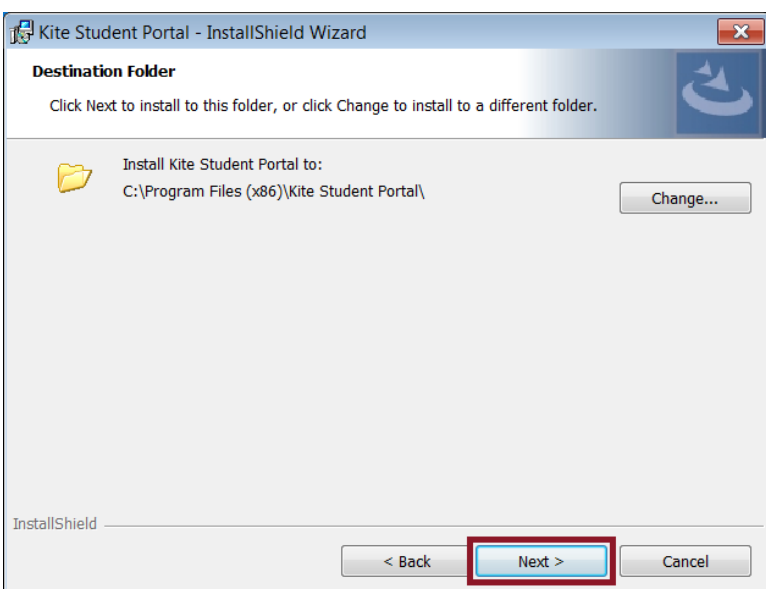 Kite Student Portal - InstallShield Wizard
Destination Folder
Click Next to install to this folder, or click Change to install to a different folder.
Install Kite Student Portal to:
C:\Program Files (x86)\Kite Student Portal\
Change...
InstallShield
< Back
Next >
Cancel